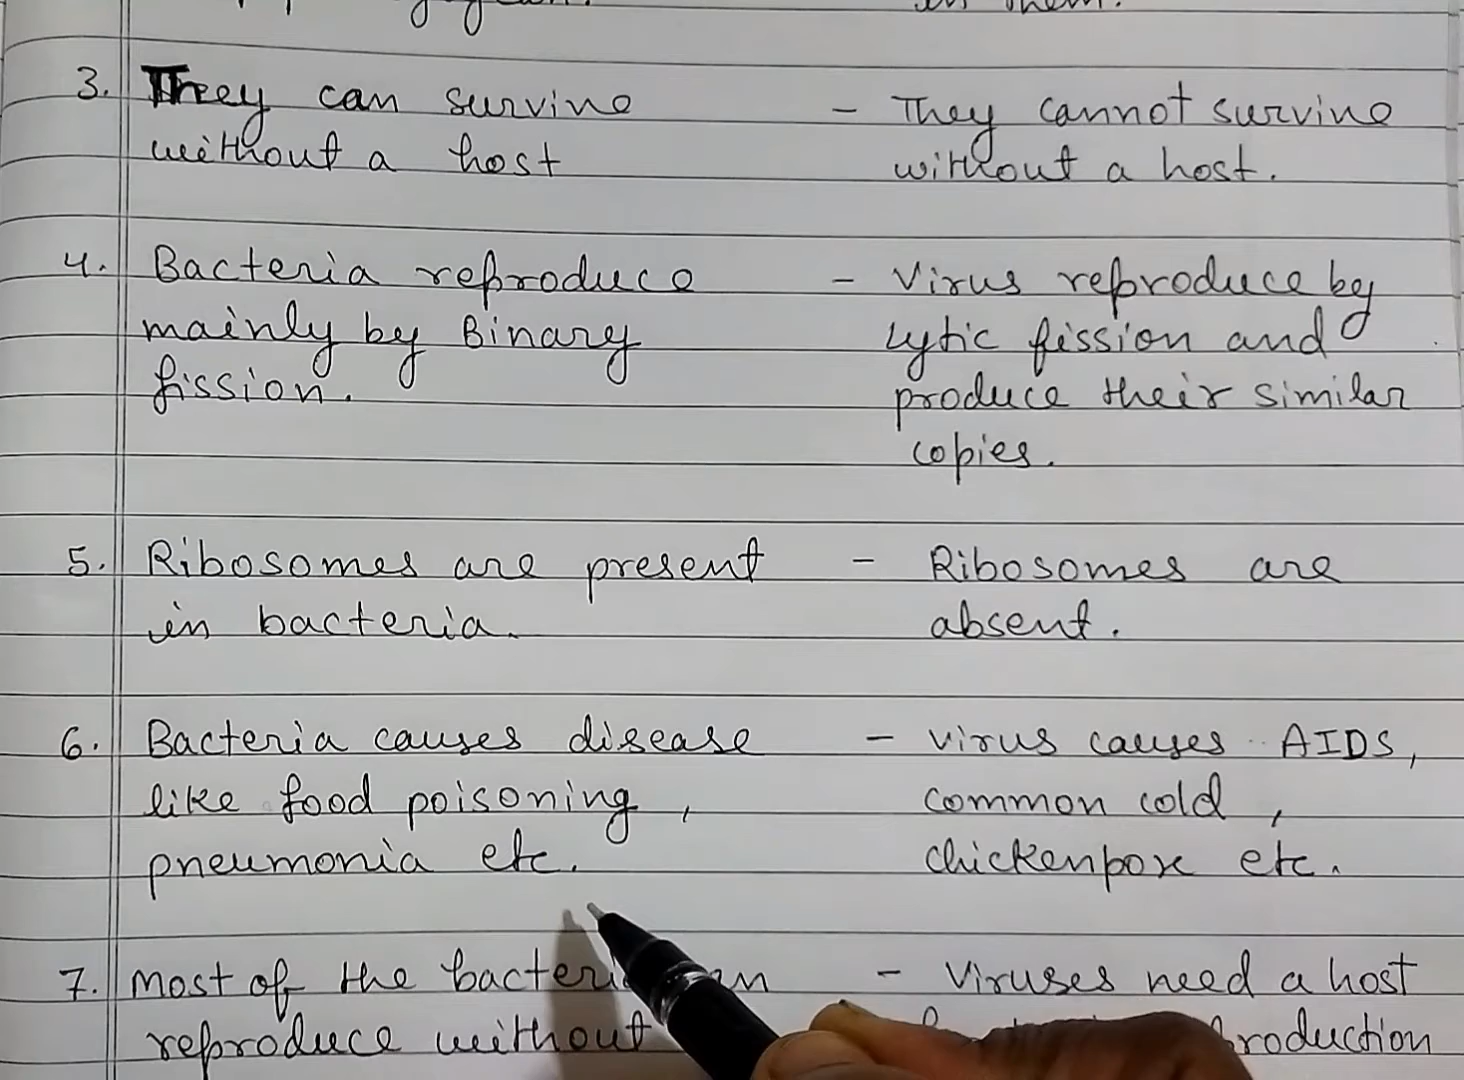 in them.
3. They can survive
without a host
- They cannot survive
without a host.
4. Bacteria reproduce
mainly by Binary
fission.
- Virus reproduce by
lytic fission and
produce their similar
copies.
5. Ribosomes are present
in bacteria.
- Ribosomes are
absent.
6. Bacteria causes disease
like food poisoning,
pneumonia etc.
- Virus causes AIDS,
common cold,
chickenpox etc.
7. Most of the
reproduce without
- Viruses need a host